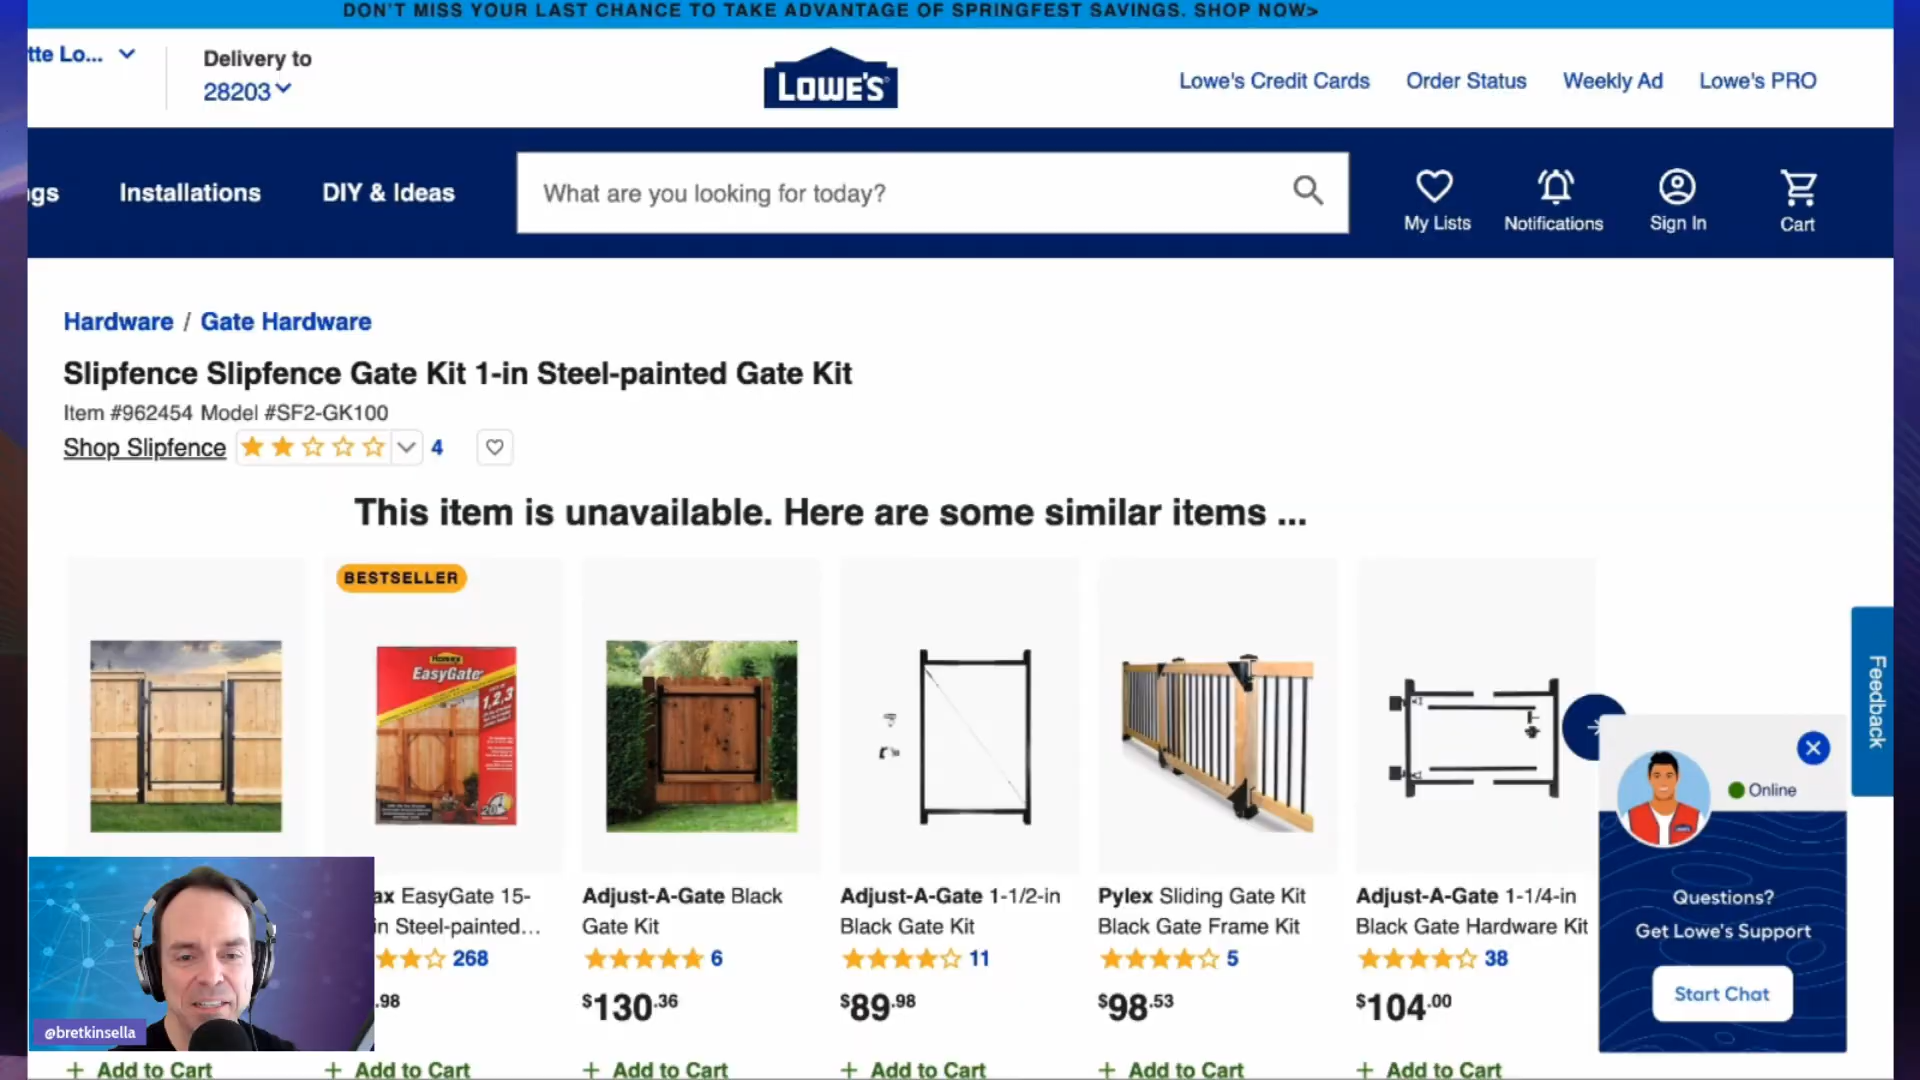 DON'T MISS YOUR LAST CHANCE TO TAKE ADVANTAGE OF SPRINGFEST SAVINGS. SHOP NOW>
tte Lo...
Delivery to
28203
LOWE'S
Lowe's Credit Cards
Order Status
Weekly Ad
Lowe's PRO
gs
Installations
DIY & Ideas
What are you looking for today?
My Lists
Notifications
Sign In
Cart
Hardware / Gate Hardware
Slipfence Slipfence Gate Kit 1-in Steel-painted Gate Kit
Item #962454 Model #SF2-GK100
Shop Slipfence
4
This item is unavailable. Here are some similar items ...
BESTSELLER
Homax
EasyGate
1,2,3
Feedback
Online
Questions?
Get Lowe's Support
Start Chat
ax EasyGate 15-
in Steel-painted...
268
.98
+ Add to Cart
+ Add to Cart
Adjust-A-Gate Black
Gate Kit
6
$130.36
+ Add to Cart
Adjust-A-Gate 1-1/2-in
Black Gate Kit
11
$89.98
+ Add to Cart
Pylex Sliding Gate Kit
Black Gate Frame Kit
5
$98.53
+ Add to Cart
Adjust-A-Gate 1-1/4-in
Black Gate Hardware Kit
38
$104.00
+ Add to Cart
@bretkinsella